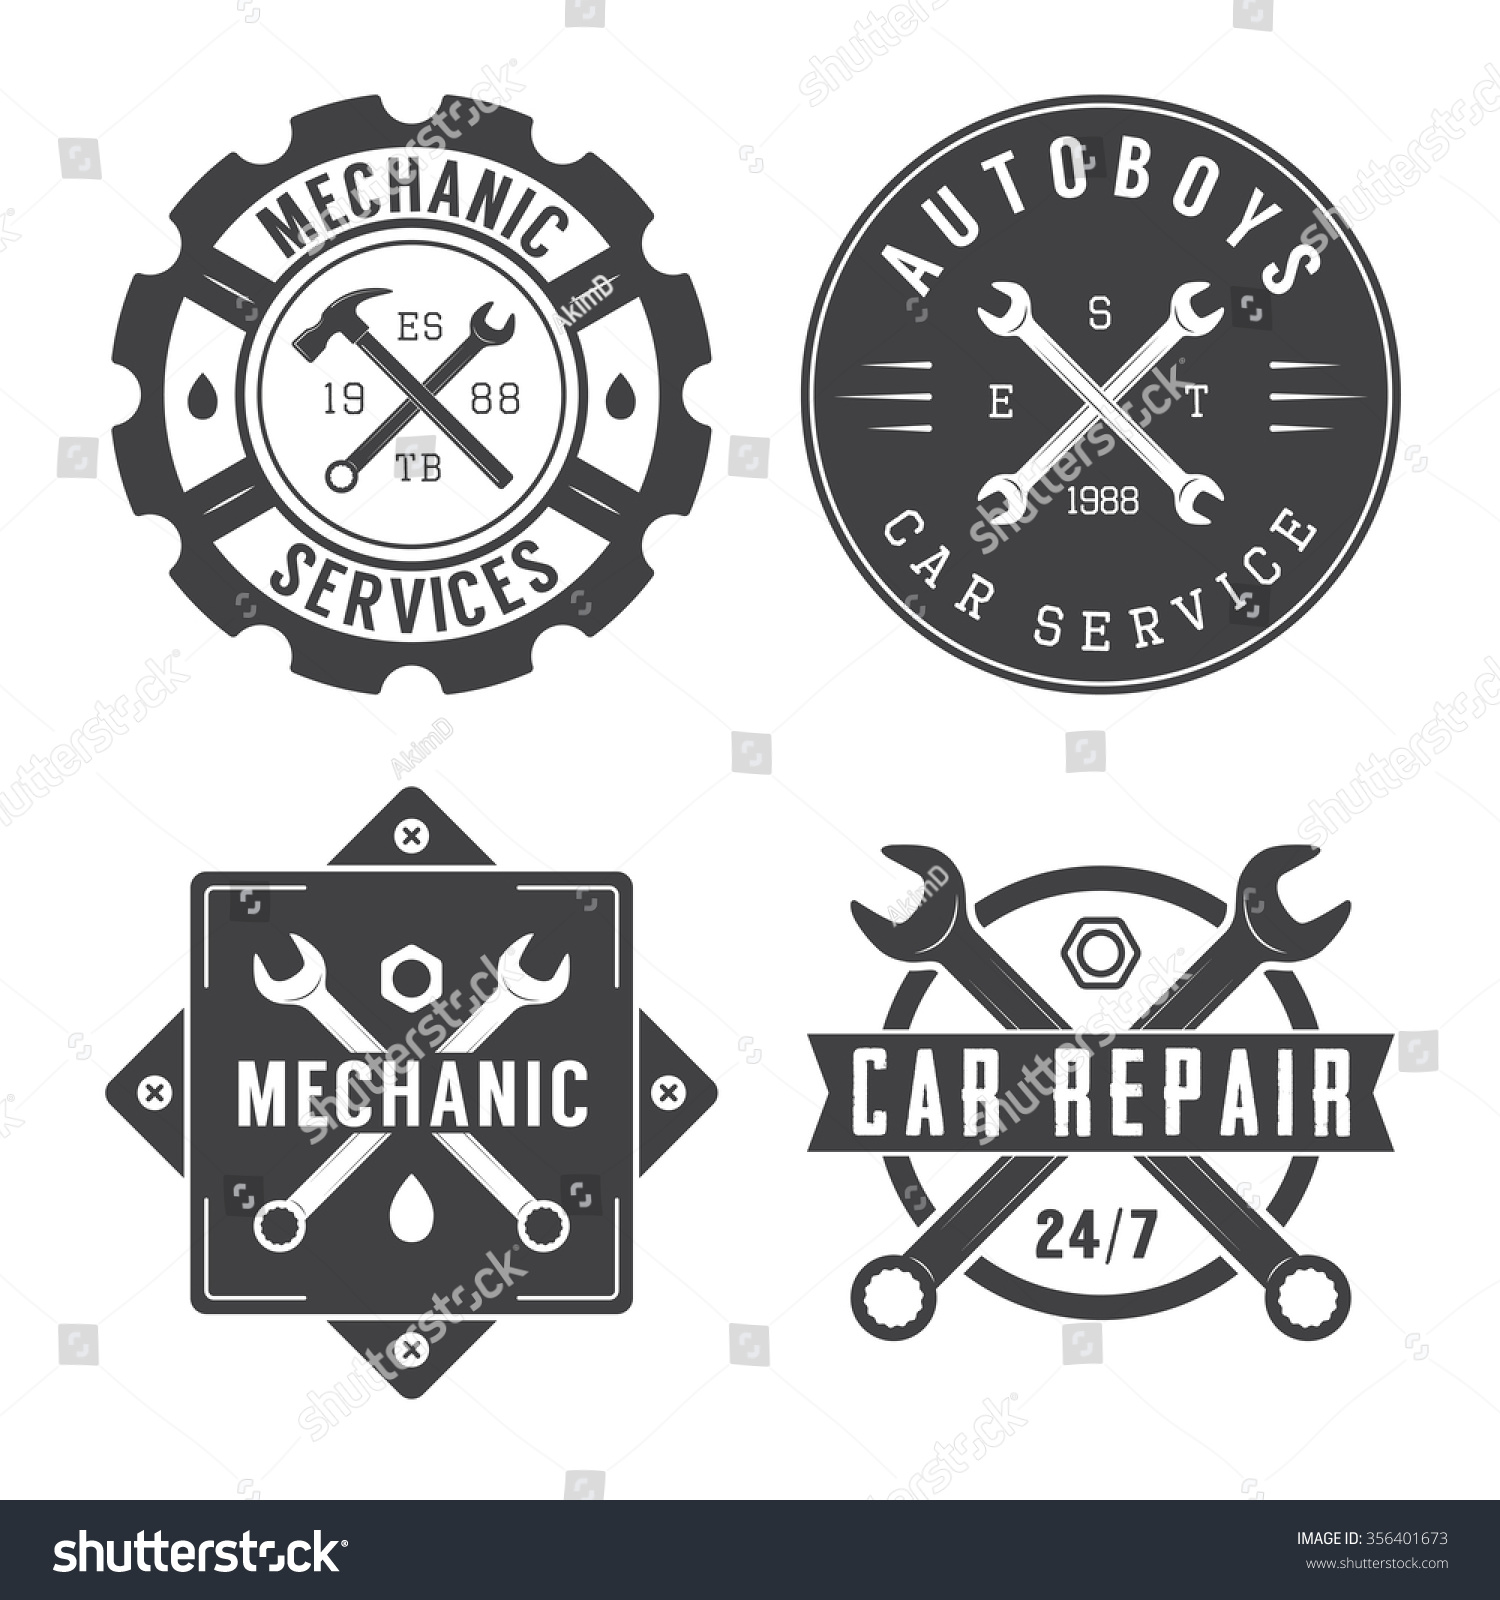 MECHANIC
ES
19 88
TB
SERVICES
AUTOBOYS
S
E T
1988
CAR SERVICE
MECHANIC
CAR REPAIR
24/7
shutterstock
AkimD
shutterstock
IMAGE ID: 356401673
www.shutterstock.com